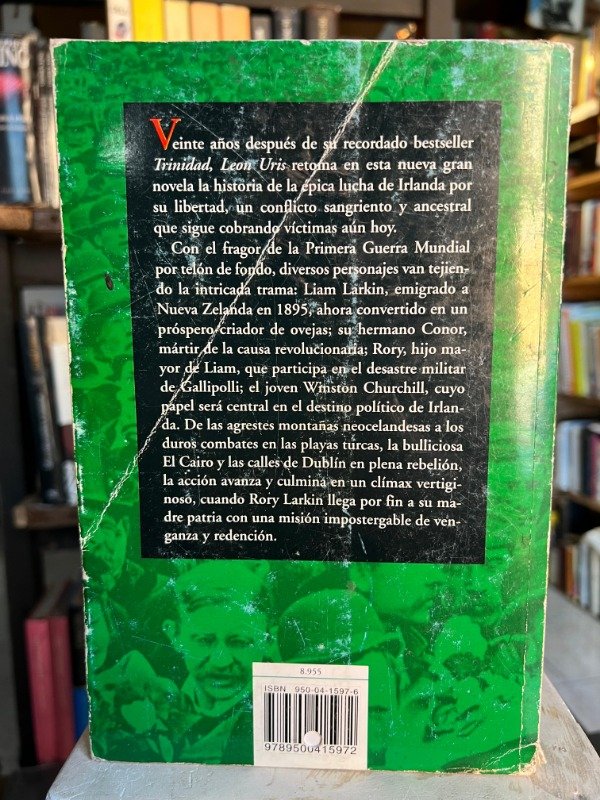 Veinte años después de su recordado bestseller
Trinidad, Leon Uris retoma en esta nueva gran
novela la historia de la épica lucha de Irlanda por
su libertad, un conflicto sangriento y ancestral
que sigue cobrando víctimas aún hoy.
Con el fragor de la Primera Guerra Mundial
por telón de fondo, diversos personajes van tejien-
do la intricada trama: Liam Larkin, emigrado a
Nueva Zelanda en 1895, ahora convertido en un
próspero criador de ovejas; su hermano Conor,
mártir de la causa revolucionaria; Rory, hijo ma-
yor de Liam, que participa en el desastre militar
de Gallipolli; el joven Winston Churchill, cuyo
papel será central en el destino político de Irlan-
da. De las agrestes montañas neocelandesas a los
duros combates en las playas turcas, la bulliciosa
El Cairo y las calles de Dublín en plena rebelión,
la acción avanza y culmina en un clímax vertigi-
noso, cuando Rory Larkin llega por fin a su ma-
dre patria con una misión impostergable de ven-
ganza y redención.
8.955
ISBN 950-04-1597-6
9789500415972